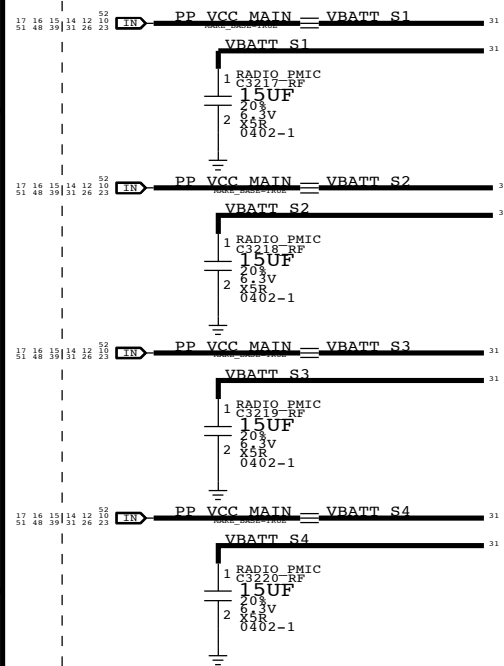 52
17 16 15 14 12 10 IN PP_VCC_MAIN VBATT_S1 31
51 48 39 31 26 23 MAKE_BASE=TRUE
VBATT_S1 31
1 RADIO_PMIC
C3217_RF
15UF
20%
2 6.3V
X5R
0402-1
52
17 16 15 14 12 10 IN PP_VCC_MAIN VBATT_S2 3
51 48 39 31 26 23 MAKE_BASE=TRUE
VBATT_S2 3
1 RADIO_PMIC
C3218_RF
15UF
20%
2 6.3V
X5R
0402-1
52
17 16 15 14 12 10 IN PP_VCC_MAIN VBATT_S3 31
51 48 39 31 26 23 MAKE_BASE=TRUE
VBATT_S3 31
1 RADIO_PMIC
C3219_RF
15UF
20%
2 6.3V
X5R
0402-1
52
17 16 15 14 12 10 IN PP_VCC_MAIN VBATT_S4 31
51 48 39 31 26 23 MAKE_BASE=TRUE
VBATT_S4 31
1 RADIO_PMIC
C3220_RF
15UF
20%
2 6.3V
X5R
0402-1